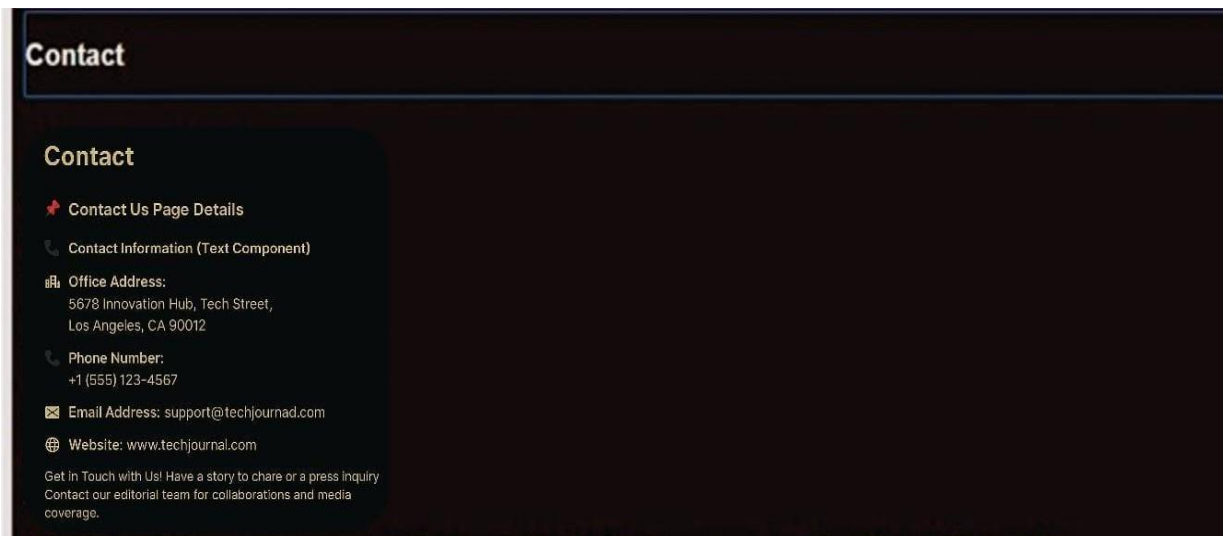 Contact
Contact
📌 Contact Us Page Details
📞 Contact Information (Text Component)
Office Address:
5678 Innovation Hub, Tech Street,
Los Angeles, CA 90012
📞 Phone Number:
+1 (555) 123-4567
Email Address: support@techjournad.com
Website: www.techjournal.com
Get in Touch with Us! Have a story to chare or a press inquiry
Contact our editorial team for collaborations and media
coverage.